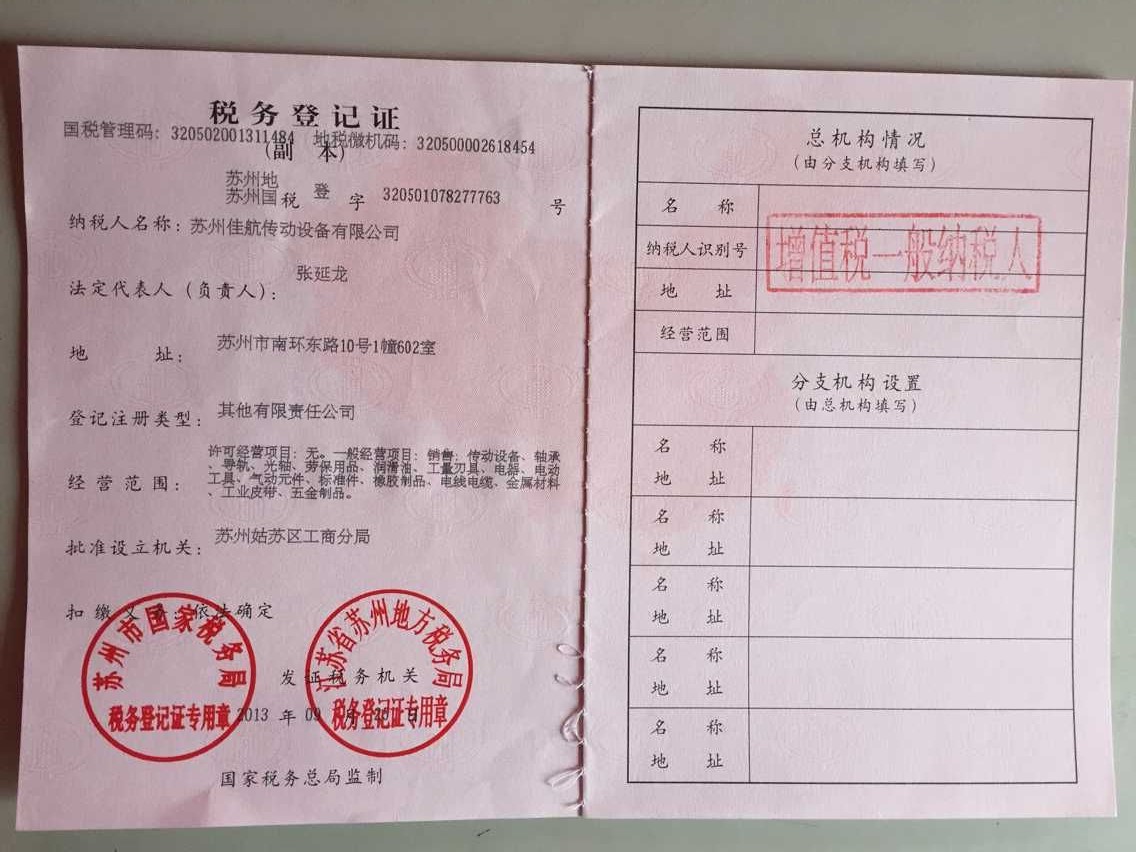 税务登记证
国税管理码: 320502001311484 地税微机码: 320500002618454
(副 本)
苏州地
苏州国 税 登 字 320501078277763 号
纳税人名称: 苏州佳航传动设备有限公司
法定代表人(负责人): 张延龙
地 址: 苏州市南环东路10号1幢602室
登记注册类型: 其他有限责任公司
经营范围: 许可经营项目: 无。一般经营项目: 销售: 传动设备、轴承
、导轨、光轴、劳保用品、润滑油、工量刃具、电器、电动
工具、气动元件、标准件、橡胶制品、电线电缆、金属材料
、工业皮带、五金制品。
批准设立机关: 苏州姑苏区工商分局
扣缴义务: 依法确定
苏州市国家税务局
税务登记证专用章
江苏省苏州地方税务局
税务登记证专用章
发证税务机关
2013 年 09 月 20 日
国家税务总局监制
总机构情况
(由分支机构填写)
名 称
纳税人识别号
地 址
经营范围
增值税一般纳税人
分支机构设置
(由总机构填写)
名 称
地 址
名 称
地 址
名 称
地 址
名 称
地 址
名 称
地 址